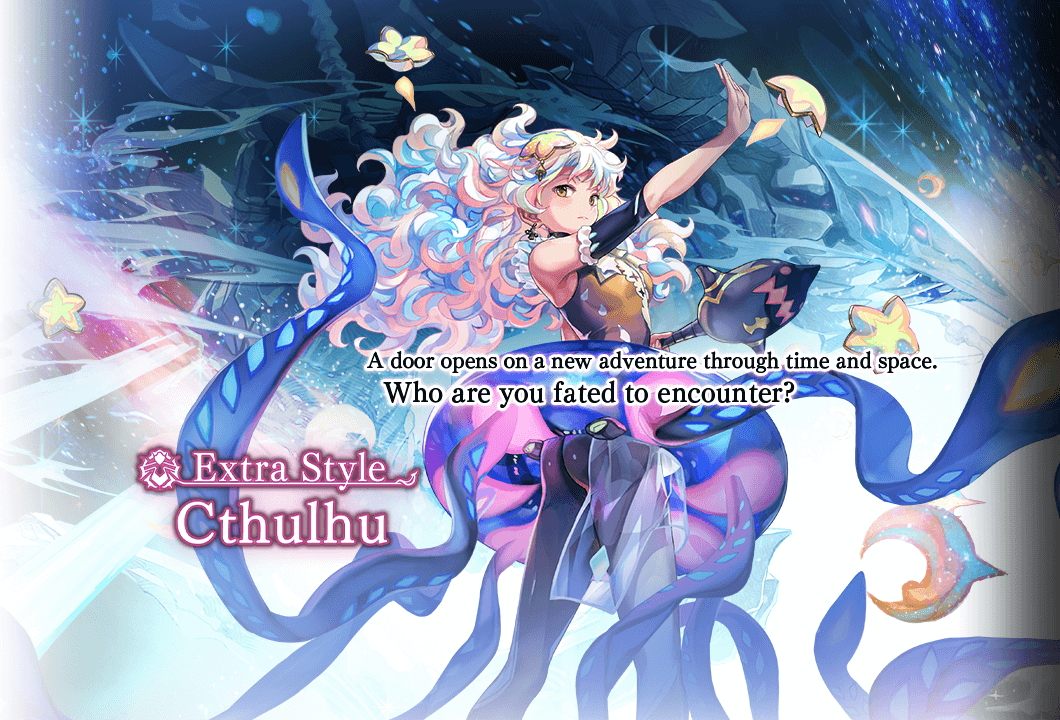 A door opens on a new adventure through time and space.
Who are you fated to encounter?
Extra Style
Cthulhu